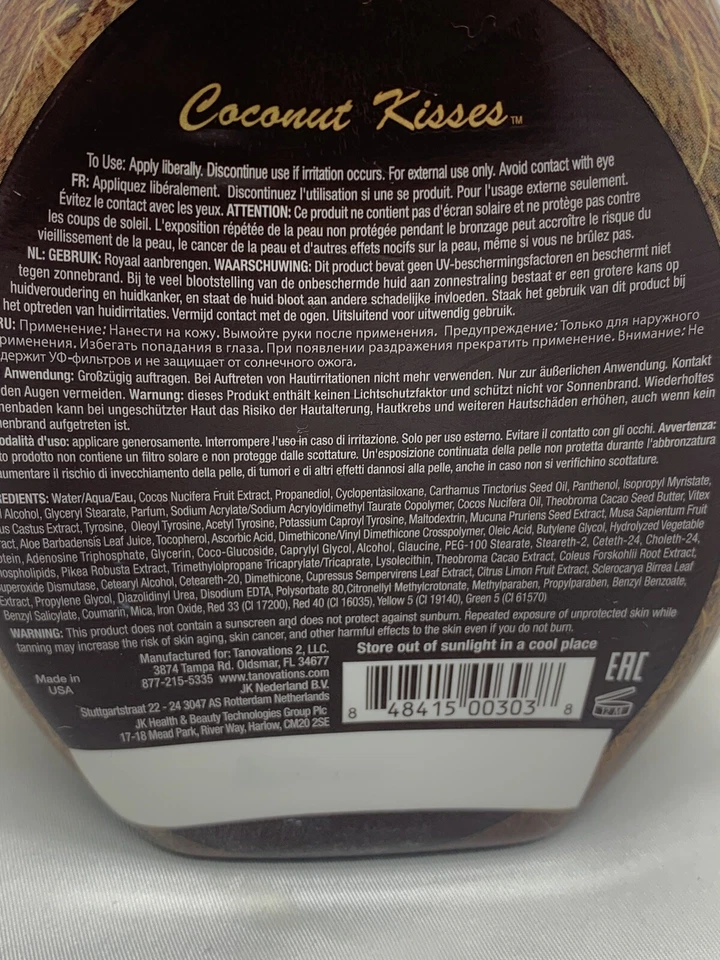 Coconut Kisses™
To Use: Apply liberally. Discontinue use if irritation occurs. For external use only. Avoid contact with eye
FR: Appliquez libéralement. Discontinuez l'utilisation si une se produit. Pour l'usage externe seulement.
Évitez le contact avec les yeux. ATTENTION: Ce produit ne contient pas d'écran solaire et ne protège pas contre
les coups de soleil. L'exposition répétée de la peau non protégée pendant le bronzage peut accroître le risque du
vieillissement de la peau, le cancer de la peau et d'autres effets nocifs sur la peau, même si vous ne brûlez pas.
NL: GEBRUIK: Royaal aanbrengen. WAARSCHUWING: Dit product bevat geen UV-beschermingsfactoren en beschermt niet
tegen zonnebrand. Bij te veel blootstelling van de onbeschermde huid aan zonnestraling bestaat er een grotere kans op
huidveroudering en huidkanker, en staat de huid bloot aan andere schadelijke invloeden. Staak het gebruik van dit product bij
het optreden van huidirritaties. Vermijd contact met de ogen. Uitsluitend voor uitwendig gebruik.
RU: Применение: Нанести на кожу. Вымойте руки после применения. Предупреждение: Только для наружного
рименения. Избегать попадания в глаза. При появлении раздражения прекратить применение. Внимание: Не
держит УФ-фильтров и не защищает от солнечного ожога.
Anwendung: Großzügig auftragen. Bei Auftreten von Hautirritationen nicht mehr verwenden. Nur zur äußerlichen Anwendung. Kontakt
den Augen vermeiden. Warnung: dieses Produkt enthält keinen Lichtschutzfaktor und schützt nicht vor Sonnenbrand. Wiederholtes
nenbaden kann bei ungeschützter Haut das Risiko der Hautalterung, Hautkrebs und weiteren Hautschäden erhöhen, auch wenn kein
nenbrand aufgetreten ist.
odalità d'uso: applicare generosamente. Interrompere l'uso in caso di irritazione. Solo per uso esterno. Evitare il contatto con gli occhi. Avvertenza:
to prodotto non contiene un filtro solare e non protegge dalle scottature. Un'esposizione continuata della pelle non protetta durante l'abbronzatura
aumentare il rischio di invecchiamento della pelle, di tumori e di altri effetti dannosi alla pelle, anche in caso non si verifichino scottature.
REDIENTS: Water/Aqua/Eau, Cocos Nucifera Fruit Extract, Propanediol, Cyclopentasiloxane, Carthamus Tinctorius Seed Oil, Panthenol, Isopropyl Myristate,
l Alcohol, Glyceryl Stearate, Parfum, Sodium Acrylate/Sodium Acryloyldimethyl Taurate Copolymer, Cocos Nucifera Oil, Theobroma Cacao Seed Butter, Vitex
us Castus Extract, Tyrosine, Oleoyl Tyrosine, Acetyl Tyrosine, Potassium Caproyl Tyrosine, Maltodextrin, Mucuna Pruriens Seed Extract, Musa Sapientum Fruit
ract, Aloe Barbadensis Leaf Juice, Tocopherol, Ascorbic Acid, Dimethicone/Vinyl Dimethicone Crosspolymer, Oleic Acid, Butylene Glycol, Hydrolyzed Vegetable
otein, Adenosine Triphosphate, Glycerin, Coco-Glucoside, Caprylyl Glycol, Alcohol, Glaucine, PEG-100 Stearate, Steareth-2, Ceteth-24, Choleth-24,
hospholipids, Pikea Robusta Extract, Trimethylolpropane Tricaprylate/Tricaprate, Lysolecithin, Theobroma Cacao Extract, Coleus Forskohlii Root Extract,
uperoxide Dismutase, Cetearyl Alcohol, Ceteareth-20, Dimethicone, Cupressus Sempervirens Leaf Extract, Citrus Limon Fruit Extract, Sclerocarya Birrea Leaf
Extract, Propylene Glycol, Diazolidinyl Urea, Disodium EDTA, Polysorbate 80, Citronellyl Methylcrotonate, Methylparaben, Propylparaben, Benzyl Benzoate,
Benzyl Salicylate, Coumarin, Mica, Iron Oxide, Red 33 (CI 17200), Red 40 (CI 16035), Yellow 5 (CI 19140), Green 5 (CI 61570)
WARNING: This product does not contain a sunscreen and does not protect against sunburn. Repeated exposure of unprotected skin while
tanning may increase the risk of skin aging, skin cancer, and other harmful effects to the skin even if you do not burn.
Made in
USA
Manufactured for: Tanovations 2, LLC.
3874 Tampa Rd. Oldsmar, FL 34677
877-215-5335 www.tanovations.com
JK Nederland B.V.
Stuttgartstraat 22 - 24 3047 AS Rotterdam Netherlands
JK Health & Beauty Technologies Group Plc
17-18 Mead Park, River Way, Harlow, CM20 2SE
Store out of sunlight in a cool place
8 48415 00303 8
EAC
12 M